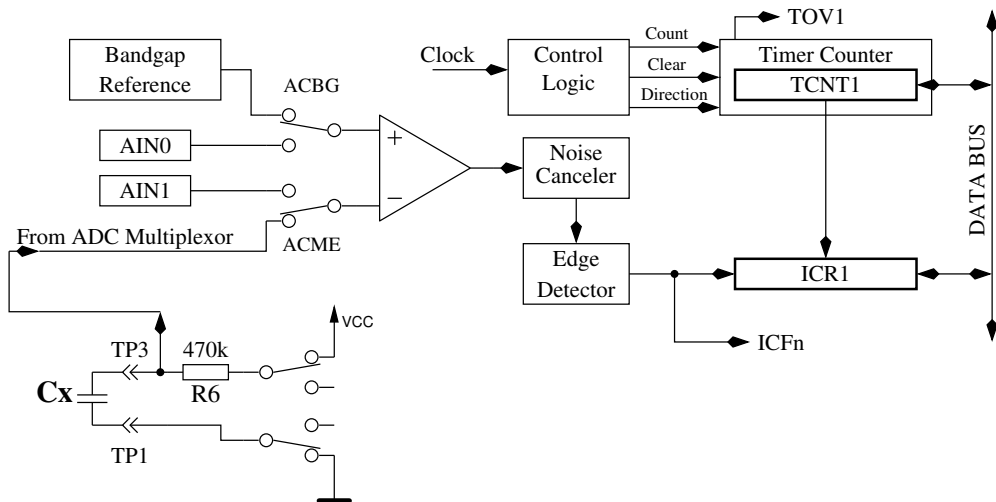 TOV1
Bandgap
Reference
ACBG
Clock
Control
Logic
Count
Clear
Direction
Timer Counter
TCNT1
AIN0
AIN1
+
−
Noise
Canceler
DATA BUS
From ADC Multiplexor
ACME
Edge
Detector
ICR1
ICFn
VCC
TP3
470k
R6
Cx
TP1